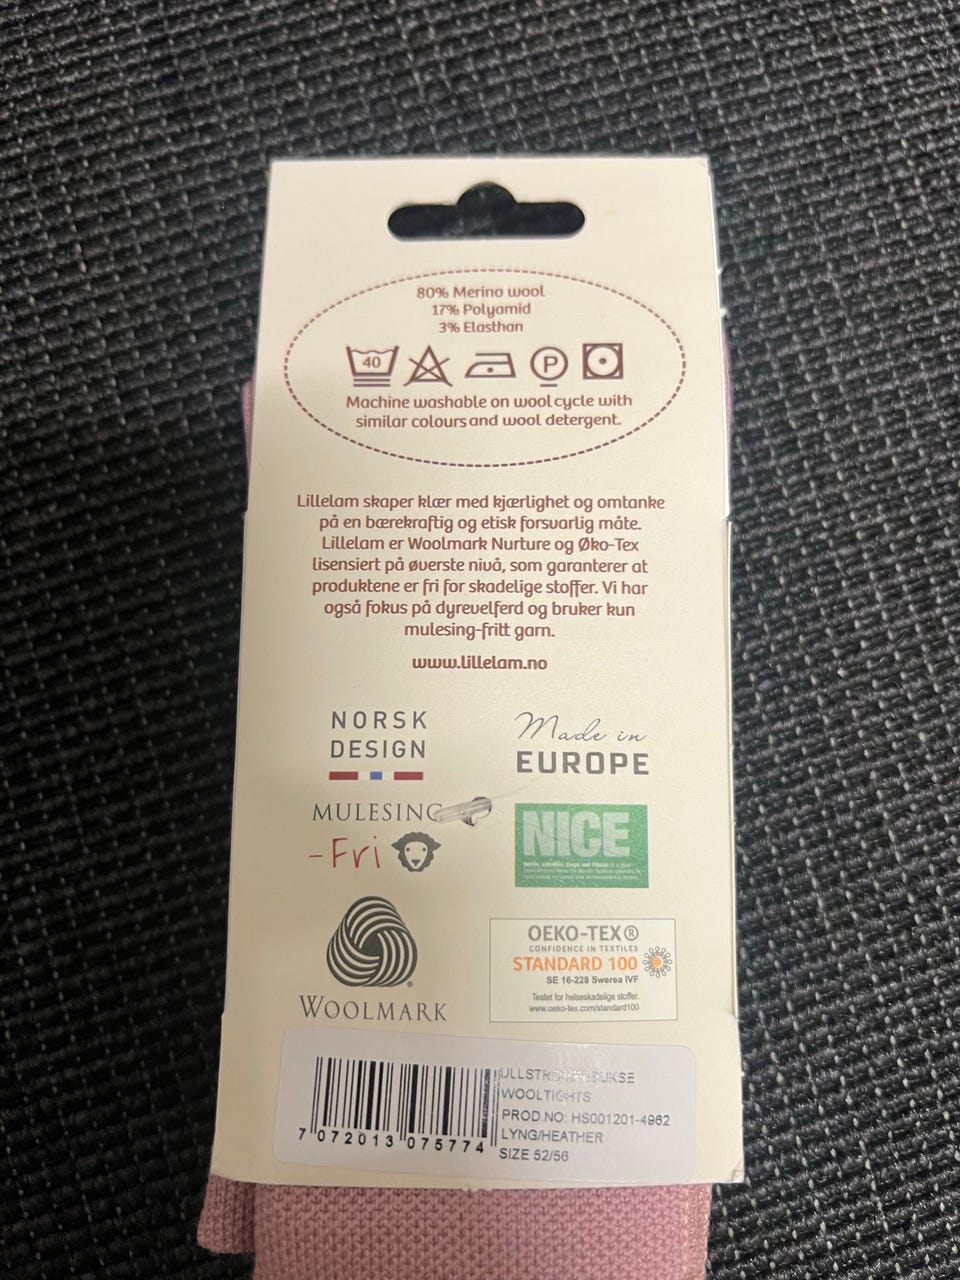 80% Merino wool
17% Polyamid
3% Elasthan
40 P
Machine washable on wool cycle with
similar colours and wool detergent.
Lillelam skaper klær med kjærlighet og omtanke
på en bærekraftig og etisk forsvarlig måte.
Lillelam er Woolmark Nurture og Øko-Tex
lisensiert på øverste nivå, som garanterer at
produktene er fri for skadelige stoffer. Vi har
også fokus på dyrevelferd og bruker kun
mulesing-fritt garn.
www.lillelam.no
NORSK
DESIGN
Made in
EUROPE
MULESING
-Fri
NICE
WOOLMARK
OEKO-TEX®
CONFIDENCE IN TEXTILES
STANDARD 100
SE 16-228 Swerea IVF
Testet for helseskadelige stoffer.
www.oeko-tex.com/standard100
7 072013 075774
WOOLTIGHTS
PROD.NO: HS001201-4962
LYNG/HEATHER
SIZE 52/56